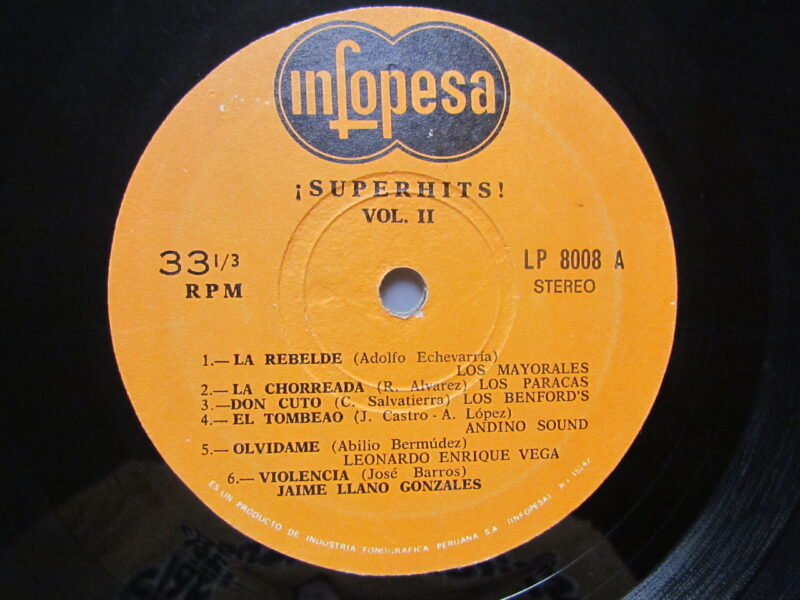 infopesa
¡SUPERHITS!
VOL. II
33 1/3
RPM
LP 8008 A
STEREO
1.— LA REBELDE (Adolfo Echevarría)
LOS MAYORALES
2.— LA CHORREADA (R. Alvarez) LOS PARACAS
3.—DON CUTO (C. Salvatierra) LOS BENFORD'S
4.— EL TOMBEAO (J. Castro - A. López)
ANDINO SOUND
5.— OLVIDAME (Abilio Bermúdez)
LEONARDO ENRIQUE VEGA
6.— VIOLENCIA (José Barros)
JAIME LLANO GONZALES
ES UN PRODUCTO DE INDUSTRIA FONOGRAFICA PERUANA S.A. (INFOPESA)